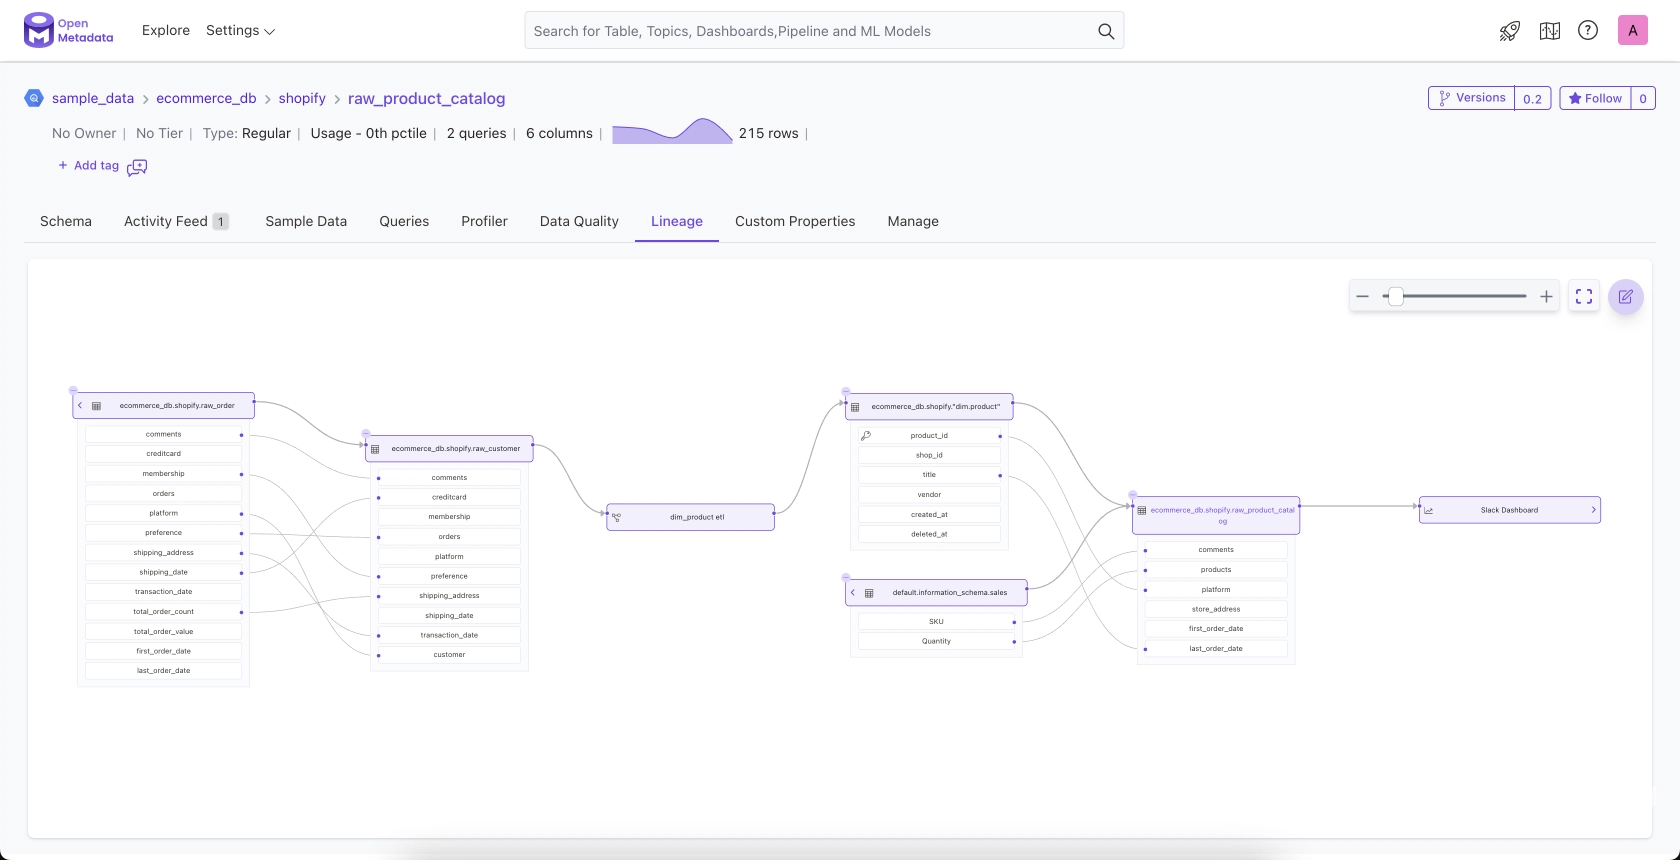 Open
Metadata
Explore Settings
Search for Table, Topics, Dashboards,Pipeline and ML Models
?
A
sample_data > ecommerce_db > shopify > raw_product_catalog
Versions 0.2
Follow 0
No Owner | No Tier | Type: Regular | Usage - 0th pctile | 2 queries | 6 columns | 215 rows |
+ Add tag
Schema Activity Feed 1 Sample Data Queries Profiler Data Quality Lineage Custom Properties Manage
ecommerce_db.shopify.raw_order
comments
creditcard
membership
orders
platform
preference
shipping_address
shipping_date
transaction_date
total_order_count
total_order_value
first_order_date
last_order_date
ecommerce_db.shopify.raw_customer
comments
creditcard
membership
orders
platform
preference
shipping_address
shipping_date
transaction_date
customer
dim_product etl
ecommerce_db.shopify."dim.product"
product_id
shop_id
title
vendor
created_at
deleted_at
default.information_schema.sales
SKU
Quantity
ecommerce_db.shopify.raw_product_catal
og
comments
products
platform
store_address
first_order_date
last_order_date
Slack Dashboard